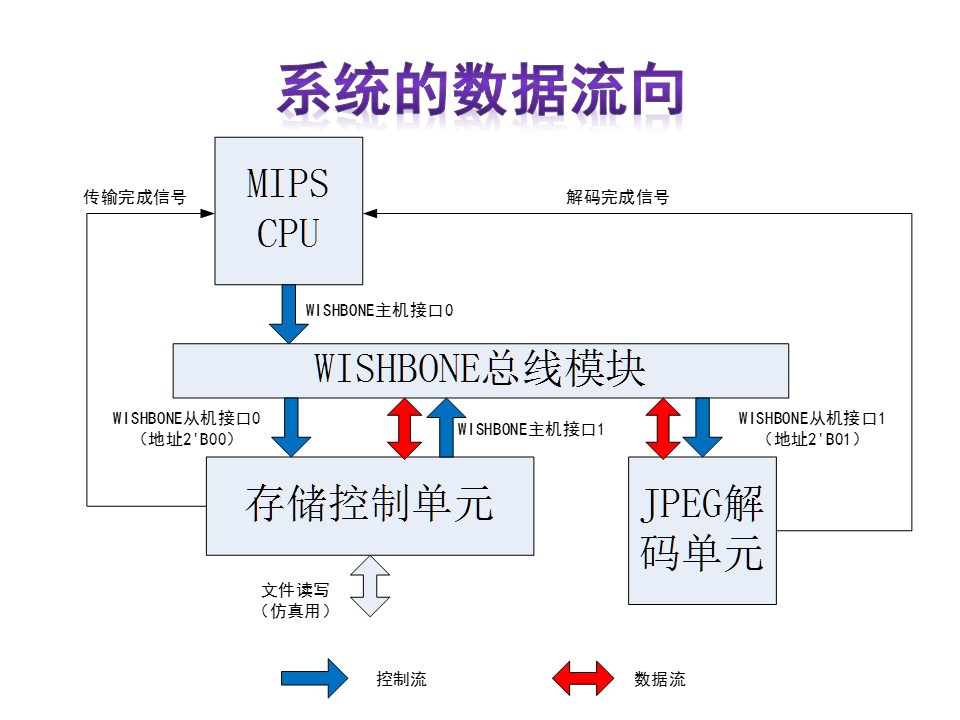 系统的数据流向
MIPS
CPU
传输完成信号
解码完成信号
WISHBONE主机接口0
WISHBONE总线模块
WISHBONE从机接口0
（地址2'B00）
WISHBONE主机接口1
WISHBONE从机接口1
（地址2'B01）
存储控制单元
JPEG解
码单元
文件读写
（仿真用）
控制流
数据流